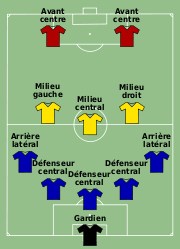 Avant
centre
Avant
centre
Milieu
gauche
Milieu
central
Milieu
droit
Arrière
latéral
Arrière
latéral
Défenseur
central
Défenseur
central
Défenseur
central
Gardien